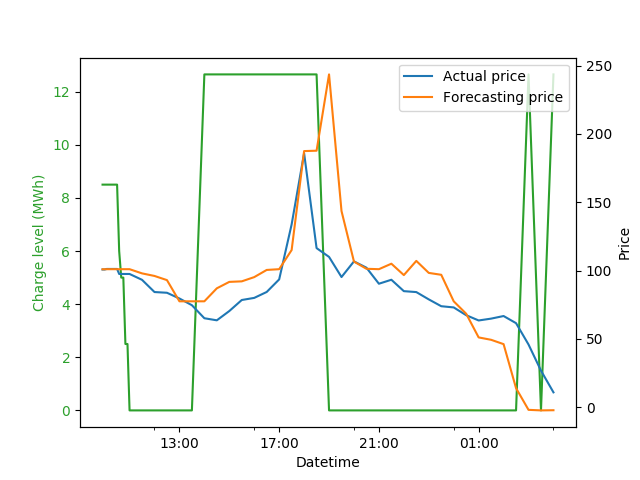 Actual price
Forecasting price
Charge level (MWh)
12
10
8
6
4
2
0
250
200
150
100
50
0
Price
13:00 17:00 21:00 01:00
Datetime